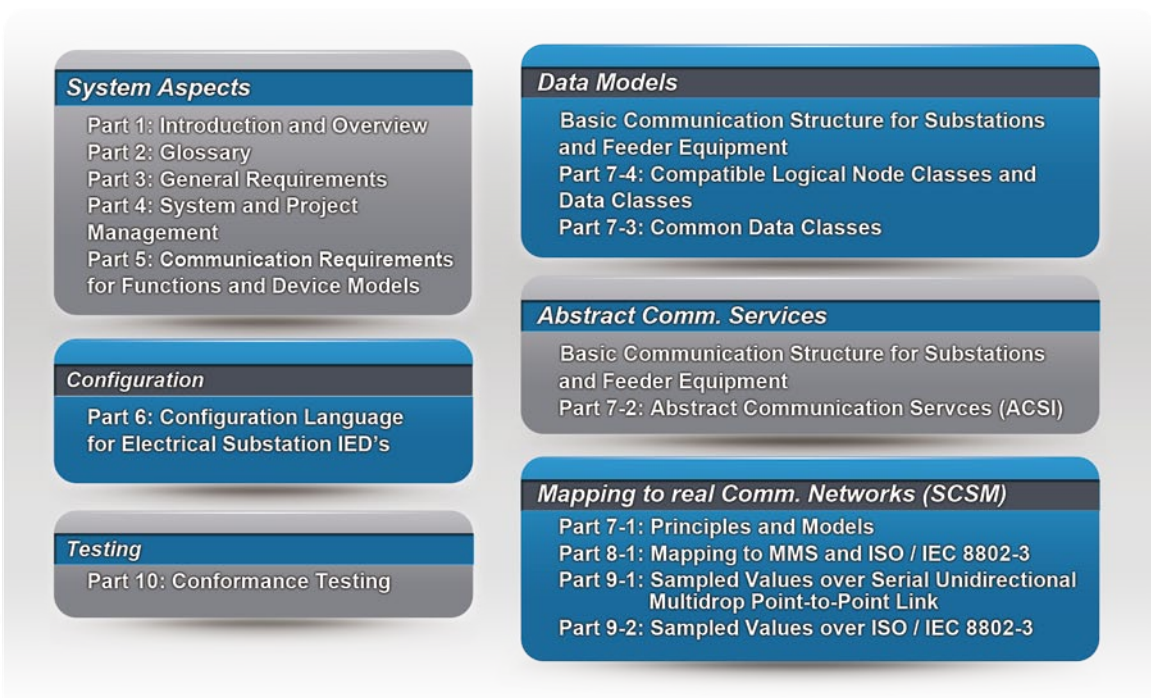 System Aspects
Part 1: Introduction and Overview
Part 2: Glossary
Part 3: General Requirements
Part 4: System and Project
Management
Part 5: Communication Requirements
for Functions and Device Models
Configuration
Part 6: Configuration Language
for Electrical Substation IED's
Testing
Part 10: Conformance Testing
Data Models
Basic Communication Structure for Substations
and Feeder Equipment
Part 7-4: Compatible Logical Node Classes and
Data Classes
Part 7-3: Common Data Classes
Abstract Comm. Services
Basic Communication Structure for Substations
and Feeder Equipment
Part 7-2: Abstract Communication Servces (ACSI)
Mapping to real Comm. Networks (SCSM)
Part 7-1: Principles and Models
Part 8-1: Mapping to MMS and ISO / IEC 8802-3
Part 9-1: Sampled Values over Serial Unidirectional
Multidrop Point-to-Point Link
Part 9-2: Sampled Values over ISO / IEC 8802-3